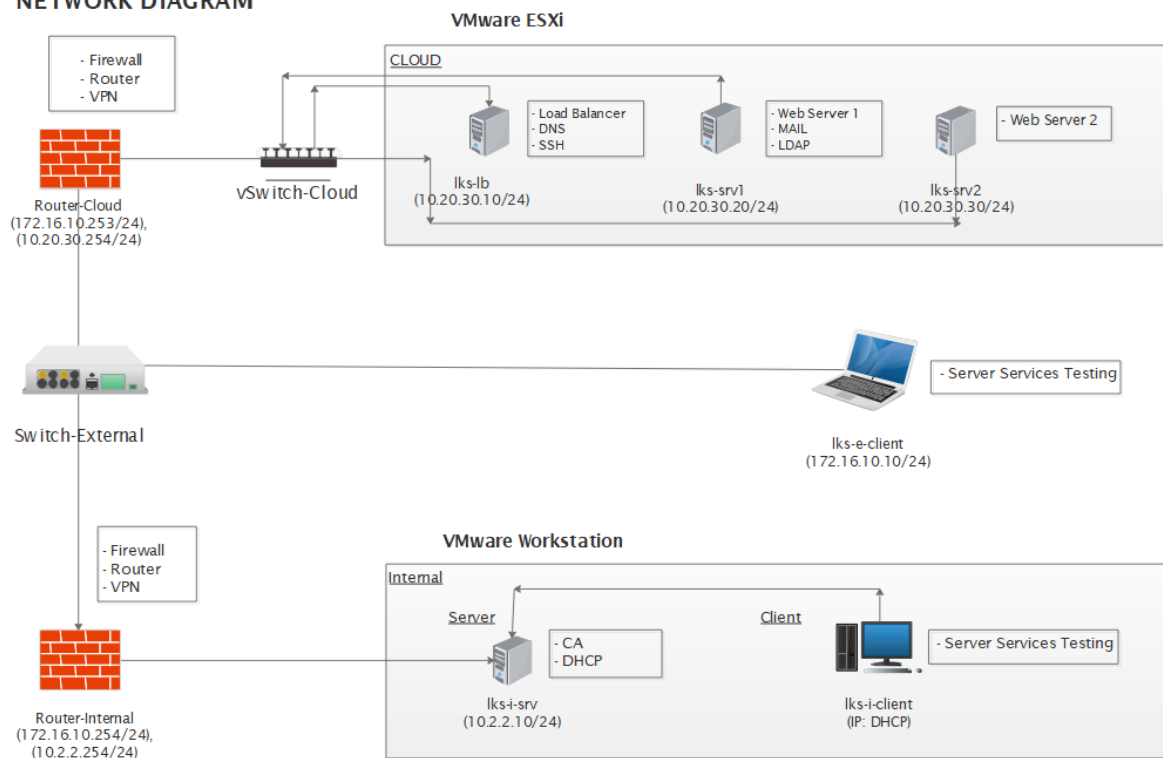 NETWORK DIAGRAM
VMware ESXi
- Firewall
- Router
- VPN
CLOUD
- Load Balancer
- DNS
- SSH
- Web Server 1
- MAIL
- LDAP
- Web Server 2
vSwitch-Cloud
lks-lb
(10.20.30.10/24)
lks-srv1
(10.20.30.20/24)
lks-srv2
(10.20.30.30/24)
Router-Cloud
(172.16.10.253/24),
(10.20.30.254/24)
- Server Services Testing
Switch-External
lks-e-client
(172.16.10.10/24)
- Firewall
- Router
- VPN
VMware Workstation
Internal
Server
- CA
- DHCP
Client
- Server Services Testing
lks-i-srv
(10.2.2.10/24)
lks-i-client
(IP: DHCP)
Router-Internal
(172.16.10.254/24),
(10.2.2.254/24)